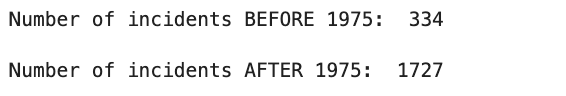 Number of incidents BEFORE 1975:  334
Number of incidents AFTER 1975:  1727